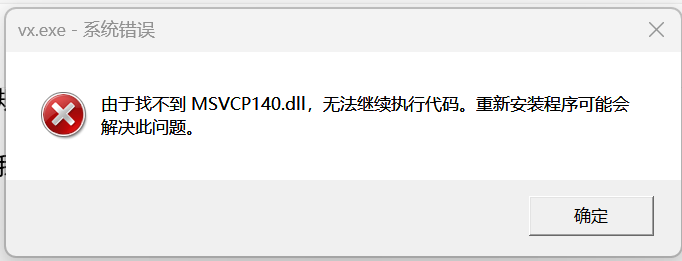 vx.exe - 系统错误
由于找不到 MSVCP140.dll，无法继续执行代码。重新安装程序可能会
解决此问题。
确定